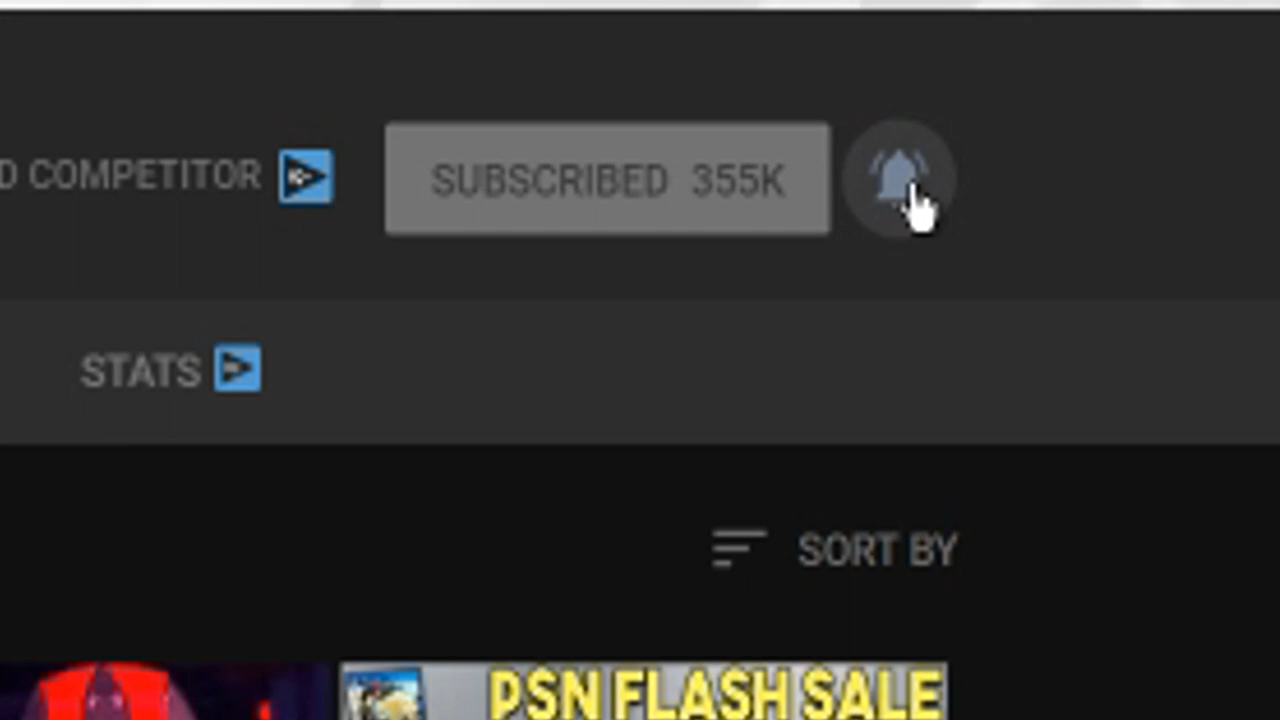 D COMPETITOR
SUBSCRIBED 355K
STATS
SORT BY
PSN FLASH SALE